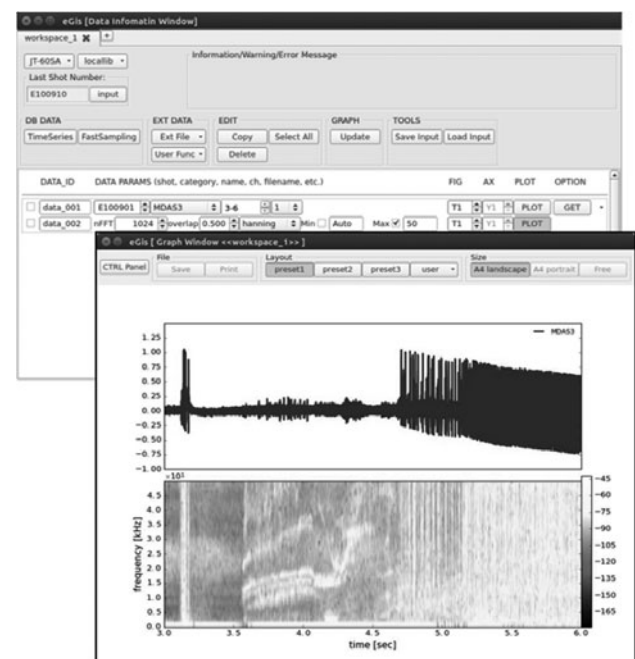 eGis [Data Infomatin Window]
workspace_1
JT-60SA locallib
Information/Warning/Error Message
Last Shot Number:
E100910 input
DB DATA EXT DATA EDIT GRAPH TOOLS
TimeSeries FastSampling Ext File Copy Select All Update Save Input Load Input
User Func Delete
DATA_ID DATA PARAMS (shot, category, name, ch, filename, etc.) FIG AX PLOT OPTION
data_001 E100901 MDAS3 3-6 1 T1 Y1 PLOT GET
data_002 nFFT 1024 overlap 0.500 hanning Min Auto Max 50 T1 Y1 PLOT
eGis [ Graph Window <<workspace_1>> ]
CTRL Panel File Layout Size
Save Print preset1 preset2 preset3 user A4 landscape A4 portrait Free
MDAS3
1.25
1.00
0.75
0.50
0.25
0.00
−0.25
−0.50
−0.75
−1.00
×10¹
4.5
4.0
3.5
3.0
2.5
2.0
1.5
1.0
0.5
0.0
frequency [kHz]
−45
−60
−75
−90
−105
−120
−135
−150
−165
3.0 3.5 4.0 4.5 5.0 5.5 6.0
time [sec]